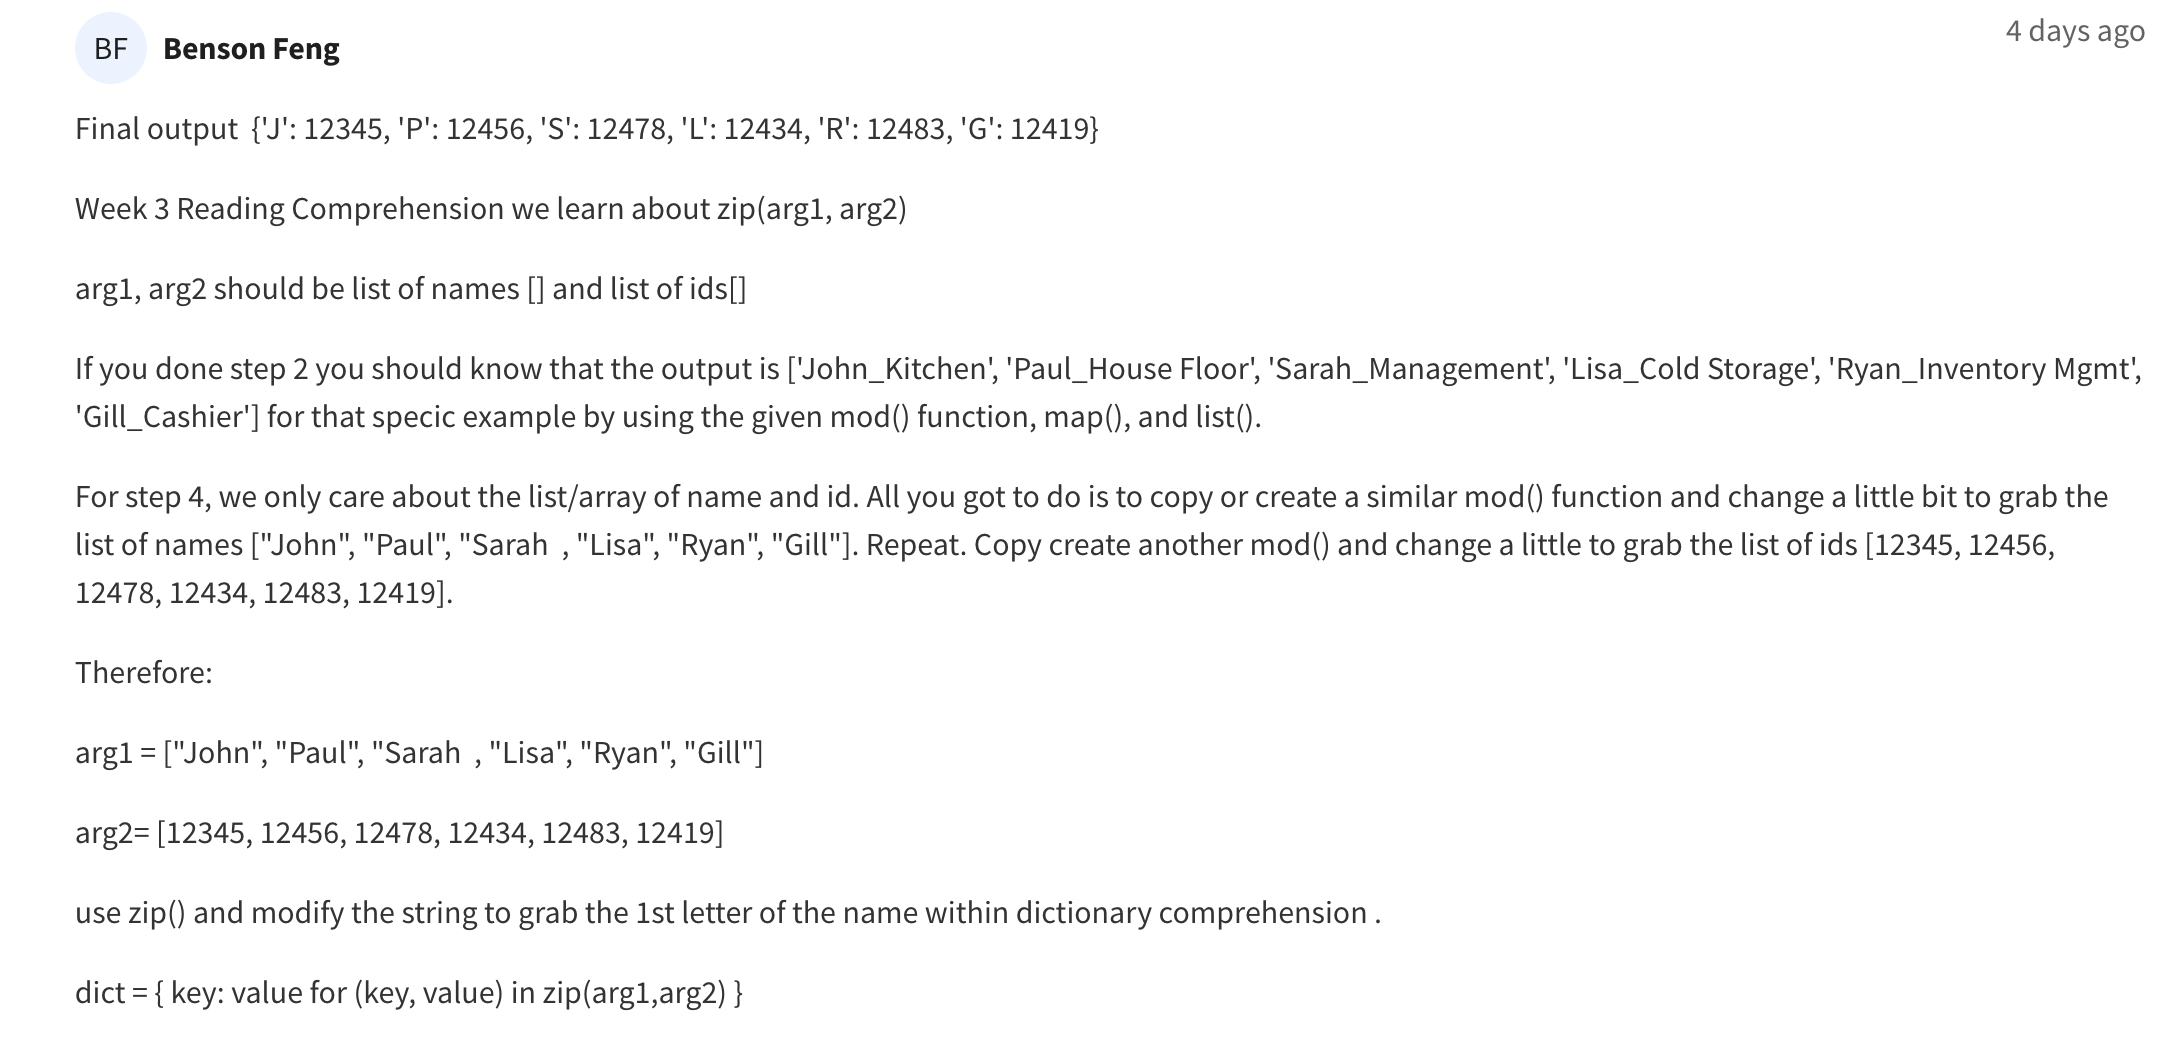 BF Benson Feng 4 days ago
Final output  {'J': 12345, 'P': 12456, 'S': 12478, 'L': 12434, 'R': 12483, 'G': 12419}
Week 3 Reading Comprehension we learn about zip(arg1, arg2)
arg1, arg2 should be list of names [] and list of ids[]
If you done step 2 you should know that the output is ['John_Kitchen', 'Paul_House Floor', 'Sarah_Management', 'Lisa_Cold Storage', 'Ryan_Inventory Mgmt',
'Gill_Cashier'] for that specic example by using the given mod() function, map(), and list().
For step 4, we only care about the list/array of name and id. All you got to do is to copy or create a similar mod() function and change a little bit to grab the
list of names ["John", "Paul", "Sarah  , "Lisa", "Ryan", "Gill"]. Repeat. Copy create another mod() and change a little to grab the list of ids [12345, 12456,
12478, 12434, 12483, 12419].
Therefore:
arg1 = ["John", "Paul", "Sarah  , "Lisa", "Ryan", "Gill"]
arg2= [12345, 12456, 12478, 12434, 12483, 12419]
use zip() and modify the string to grab the 1st letter of the name within dictionary comprehension .
dict = { key: value for (key, value) in zip(arg1,arg2) }